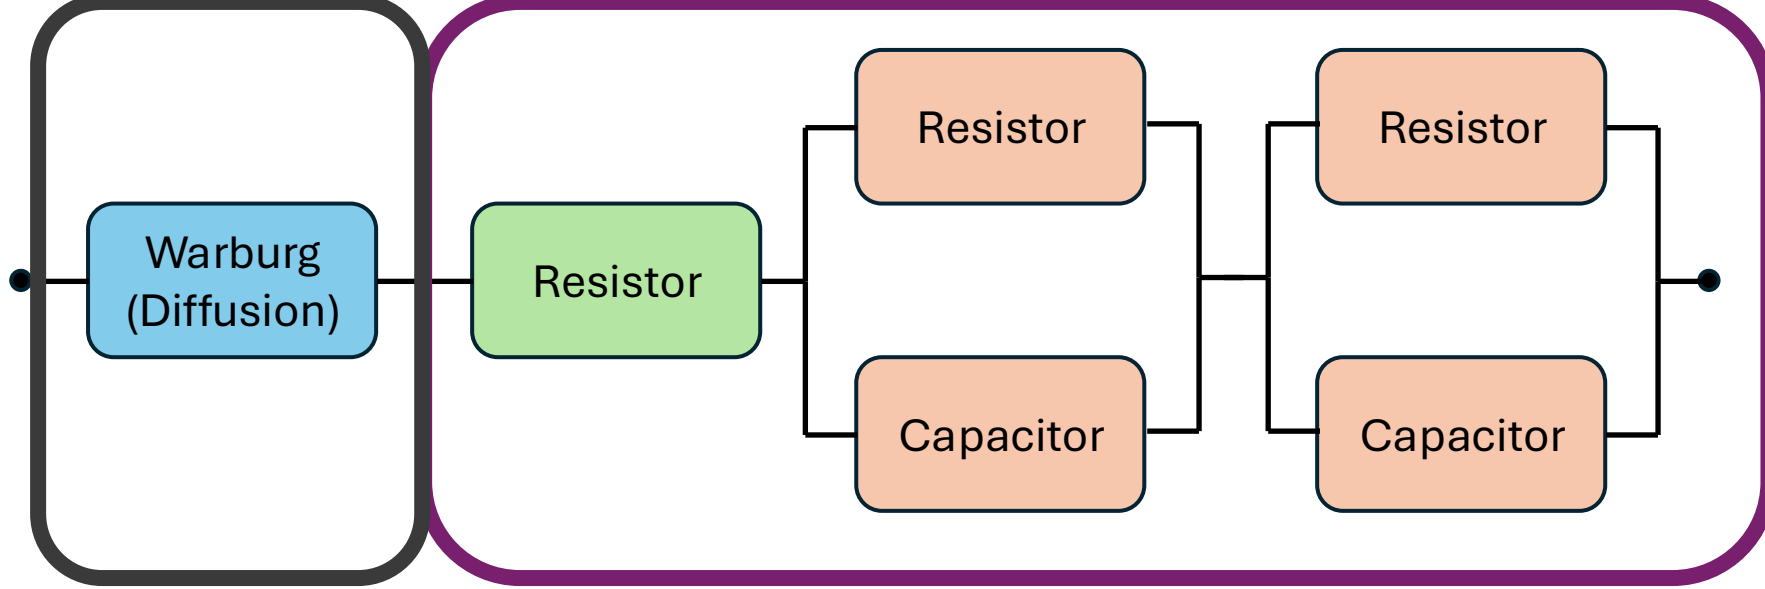 Warburg
(Diffusion)
Resistor
Resistor
Capacitor
Resistor
Capacitor